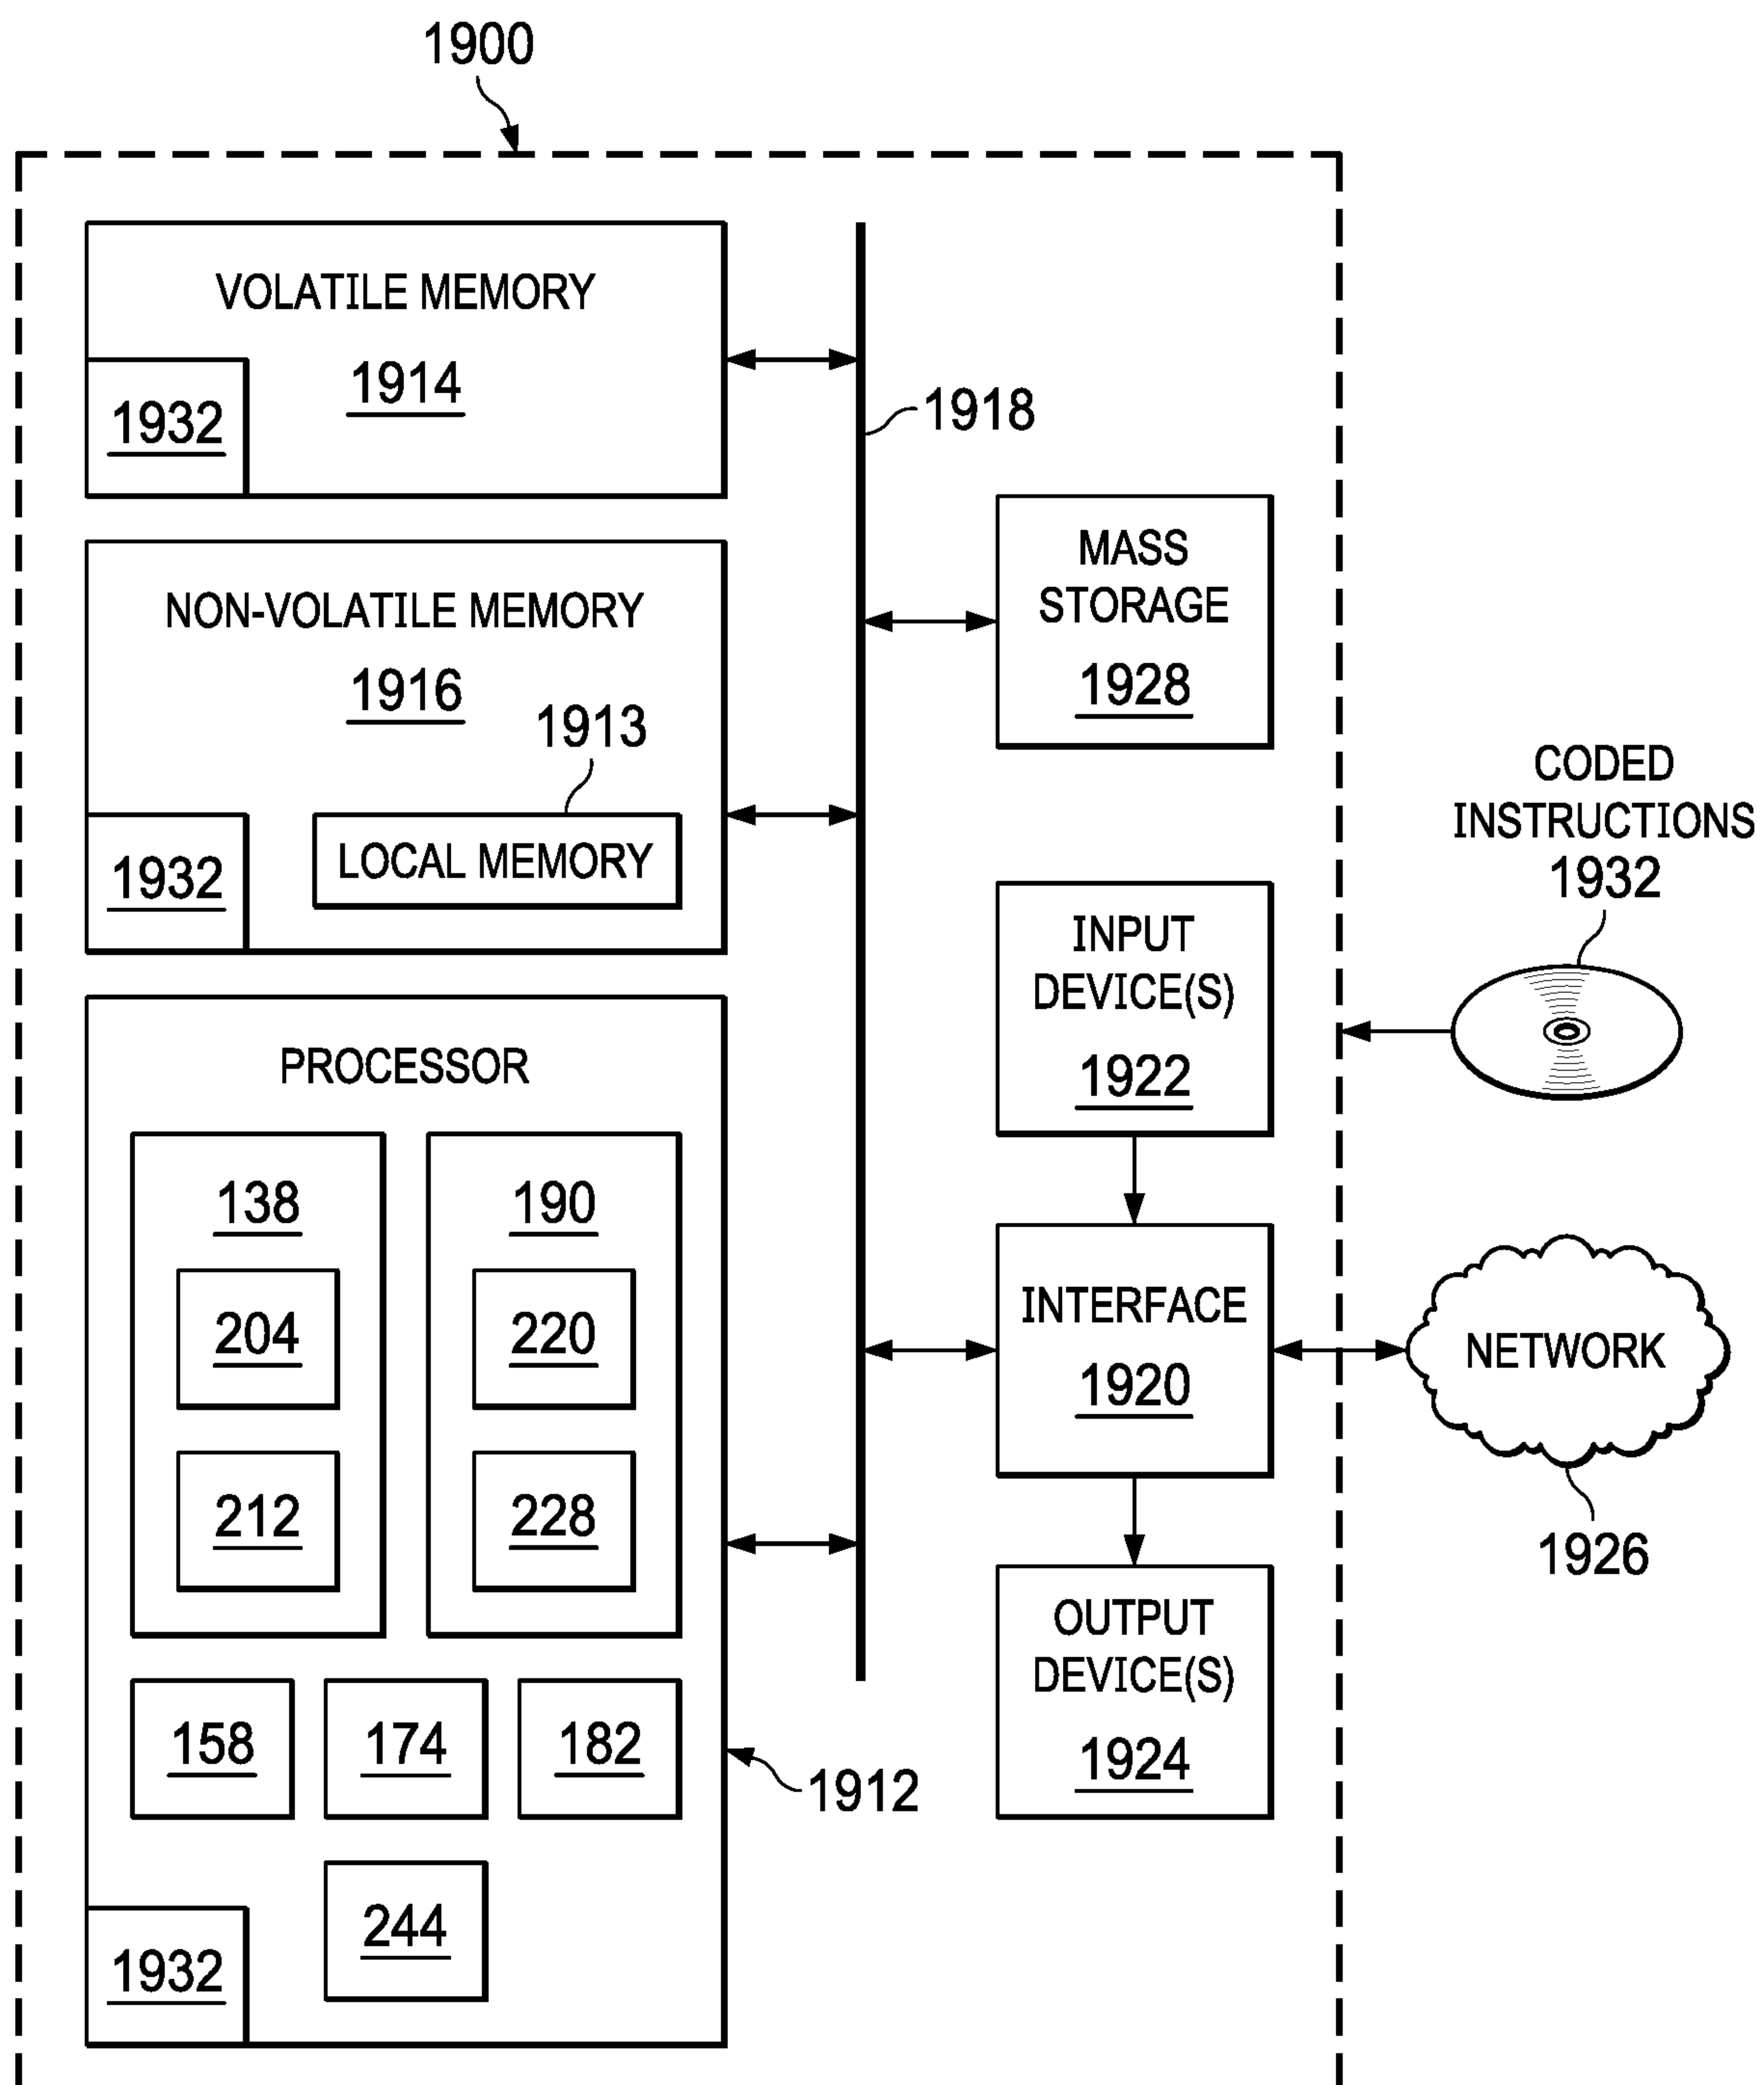 1900
VOLATILE MEMORY
1914
1932
1918
NON-VOLATILE MEMORY
1916
1913
LOCAL MEMORY
1932
MASS
STORAGE
1928
CODED
INSTRUCTIONS
1932
INPUT
DEVICE(S)
1922
PROCESSOR
138
190
204
220
212
228
INTERFACE
1920
NETWORK
1926
OUTPUT
DEVICE(S)
1924
158
174
182
1912
244
1932